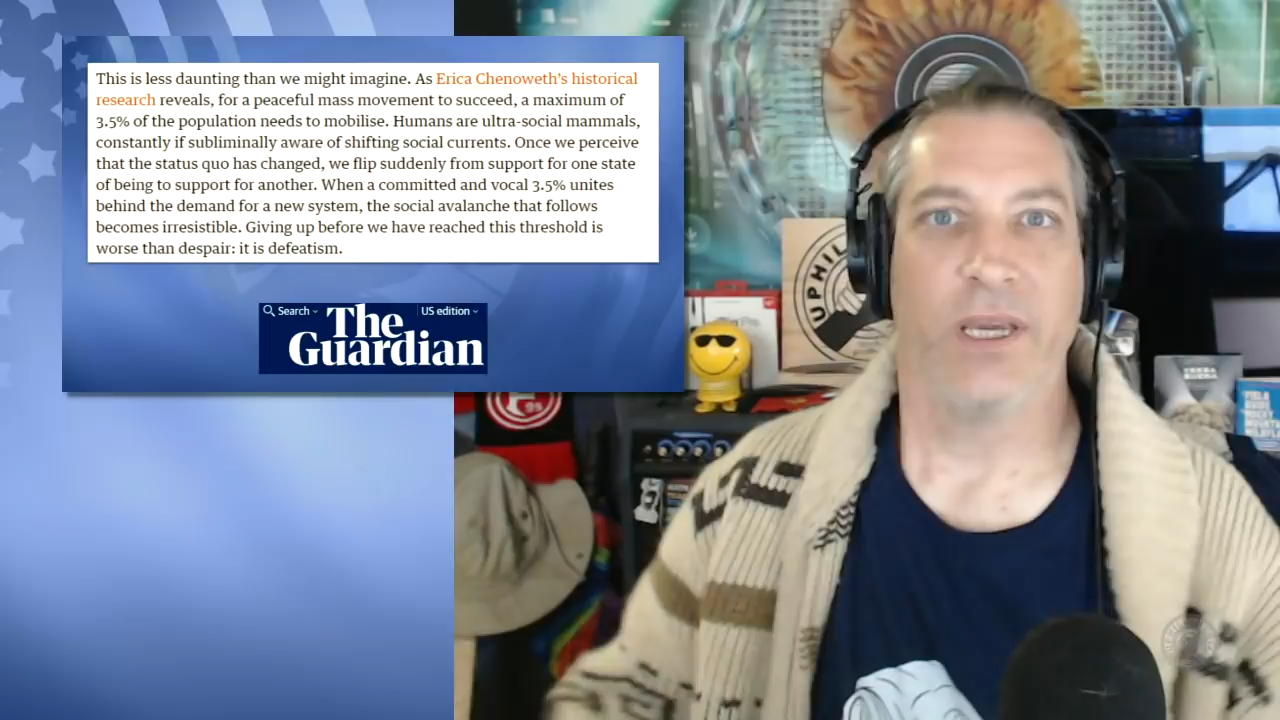 This is less daunting than we might imagine. As Erica Chenoweth's historical
research reveals, for a peaceful mass movement to succeed, a maximum of
3.5% of the population needs to mobilise. Humans are ultra-social mammals,
constantly if subliminally aware of shifting social currents. Once we perceive
that the status quo has changed, we flip suddenly from support for one state
of being to support for another. When a committed and vocal 3.5% unites
behind the demand for a new system, the social avalanche that follows
becomes irresistible. Giving up before we have reached this threshold is
worse than despair: it is defeatism.
Search
US edition
The
Guardian
UPHIL
95